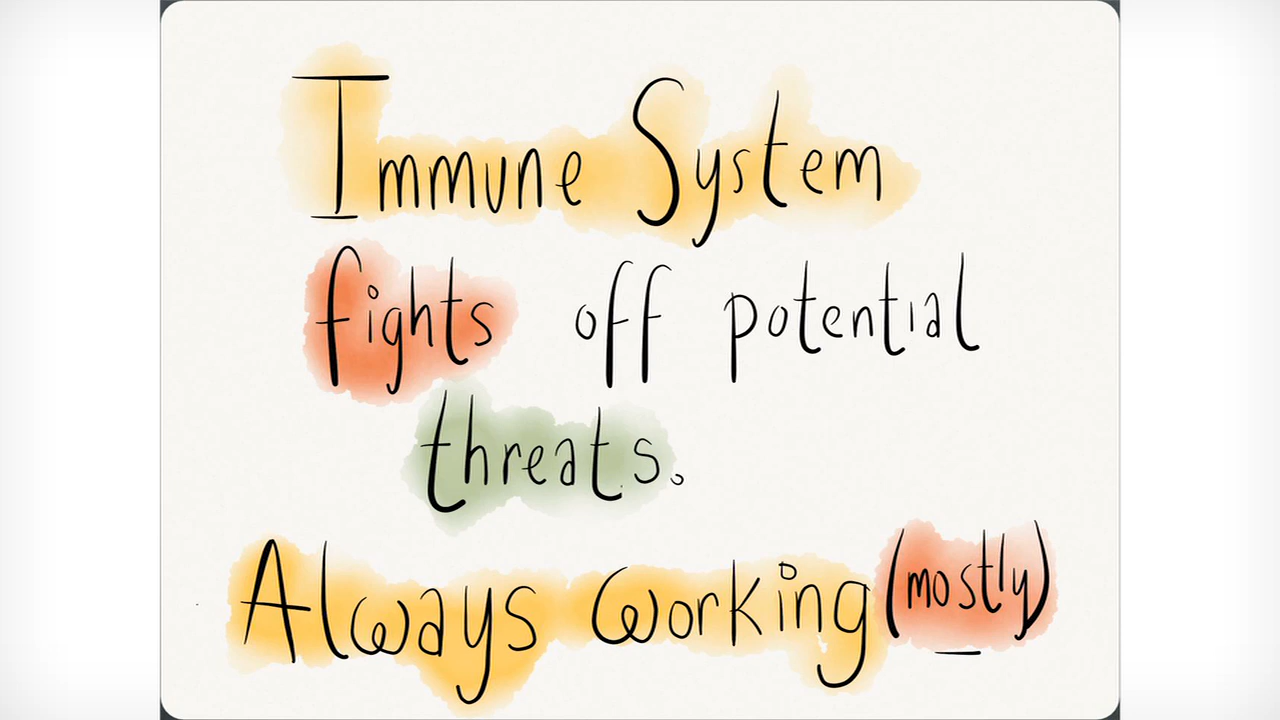 Immune System
fights off potential
threats.
Always working (mostly)